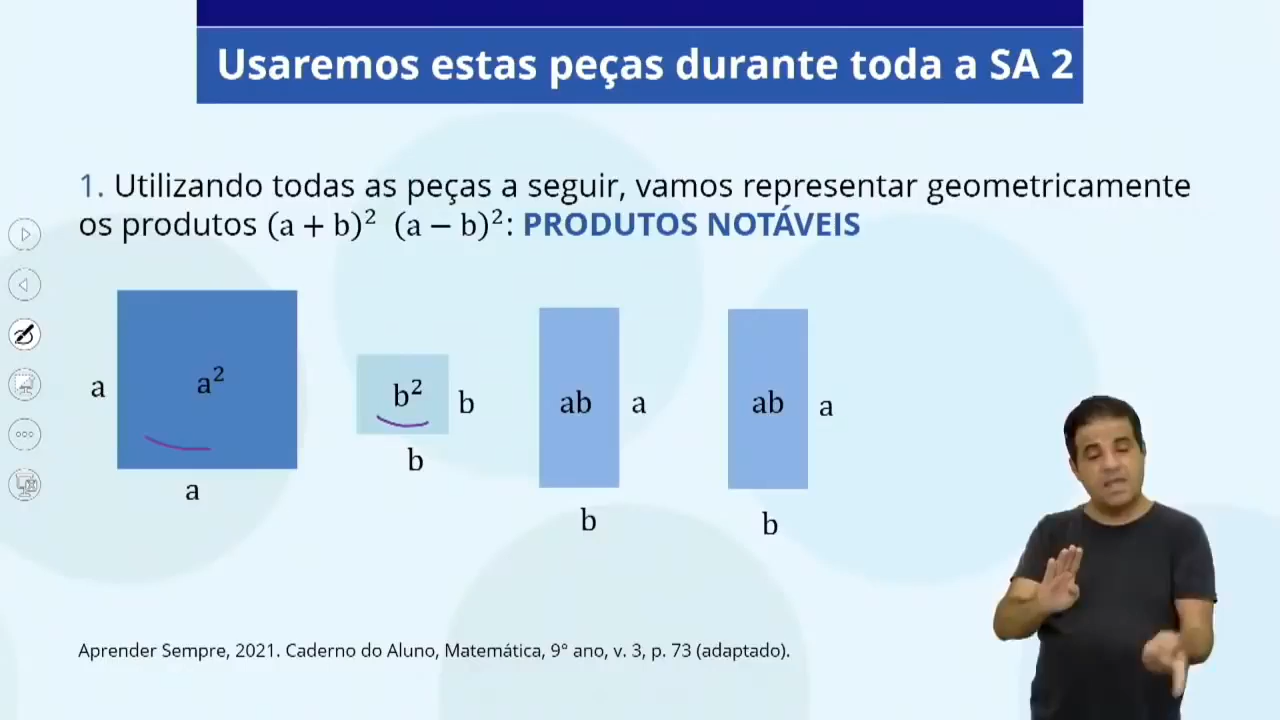 Usaremos estas peças durante toda a SA 2
1. Utilizando todas as peças a seguir, vamos representar geometricamente
os produtos (a + b)² (a − b)²: PRODUTOS NOTÁVEIS
a
a²
a
b²
b
b
ab
a
b
ab
a
b
Aprender Sempre, 2021. Caderno do Aluno, Matemática, 9° ano, v. 3, p. 73 (adaptado).